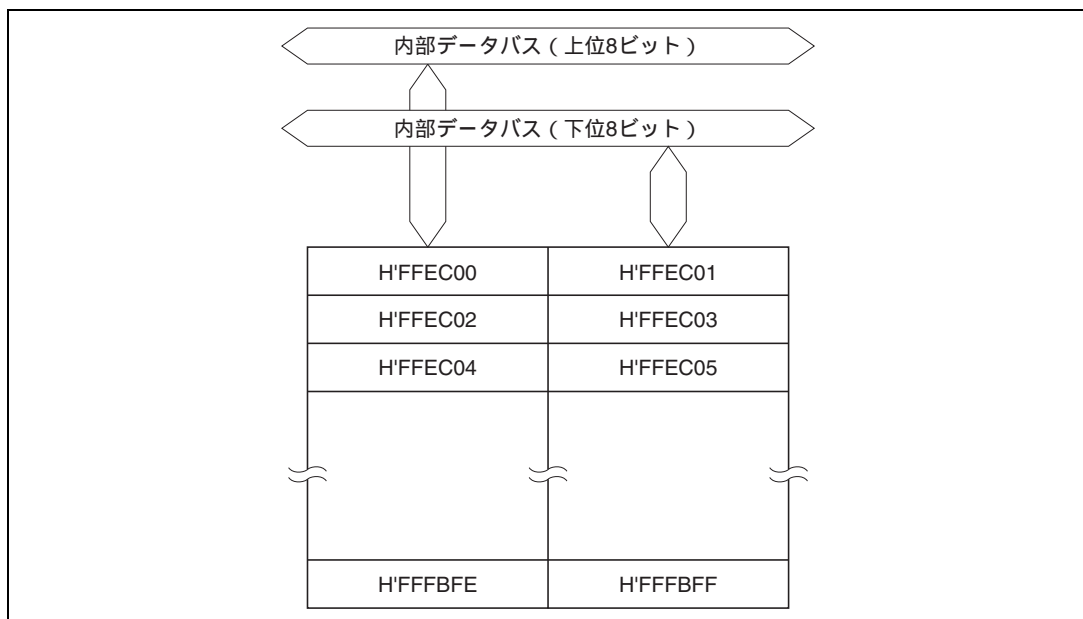 内部データバス（上位8ビット）
内部データバス（下位8ビット）
H'FFEC00 H'FFEC01
H'FFEC02 H'FFEC03
H'FFEC04 H'FFEC05
H'FFFBFE H'FFFBFF